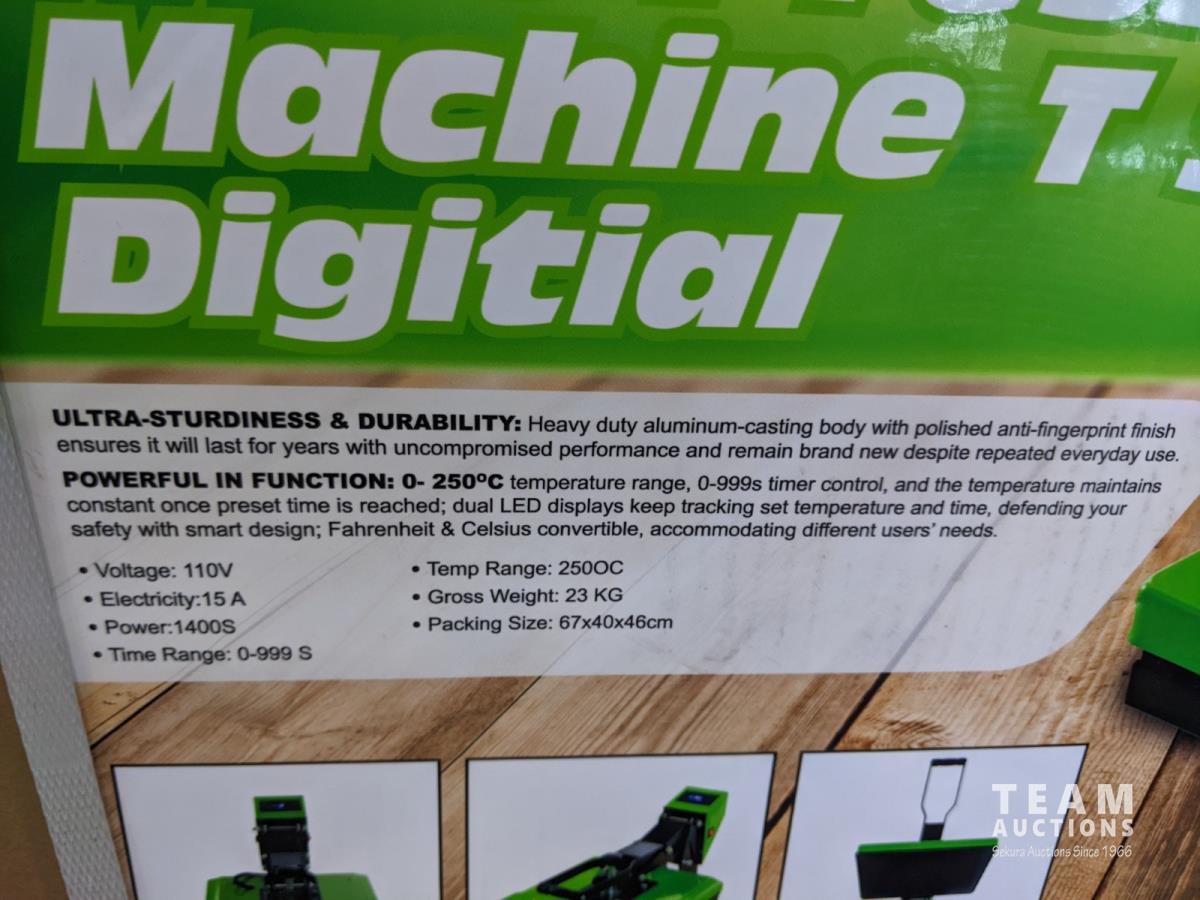 Machine T
Digitial
ULTRA-STURDINESS & DURABILITY: Heavy duty aluminum-casting body with polished anti-fingerprint finish
ensures it will last for years with uncompromised performance and remain brand new despite repeated everyday use.
POWERFUL IN FUNCTION: 0- 250ºC temperature range, 0-999s timer control, and the temperature maintains
constant once preset time is reached; dual LED displays keep tracking set temperature and time, defending your
safety with smart design; Fahrenheit & Celsius convertible, accommodating different users' needs.
• Voltage: 110V
• Electricity:15 A
• Power:1400S
• Time Range: 0-999 S
• Temp Range: 250OC
• Gross Weight: 23 KG
• Packing Size: 67x40x46cm
TEAM
AUCTIONS
Sekura Auctions Since 1966